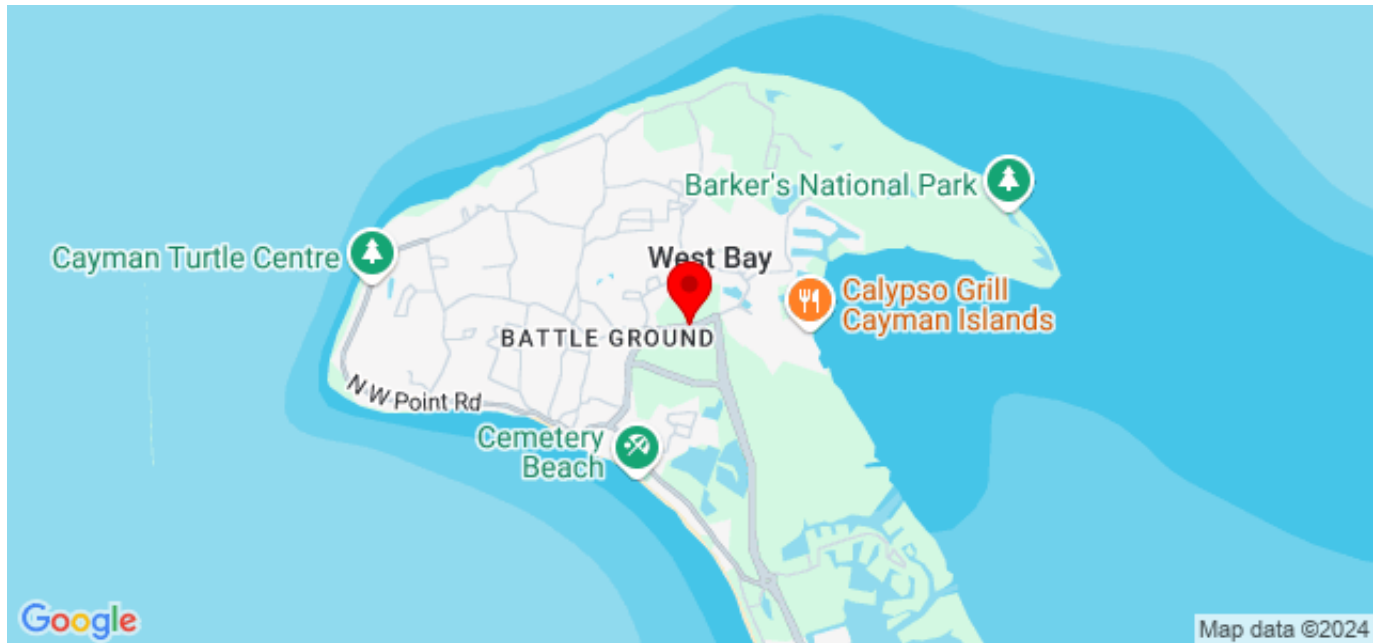 Barker's National Park
Cayman Turtle Centre
West Bay
Calypso Grill
Cayman Islands
BATTLE GROUND
N W Point Rd
Cemetery
Beach
Google
Map data ©2024